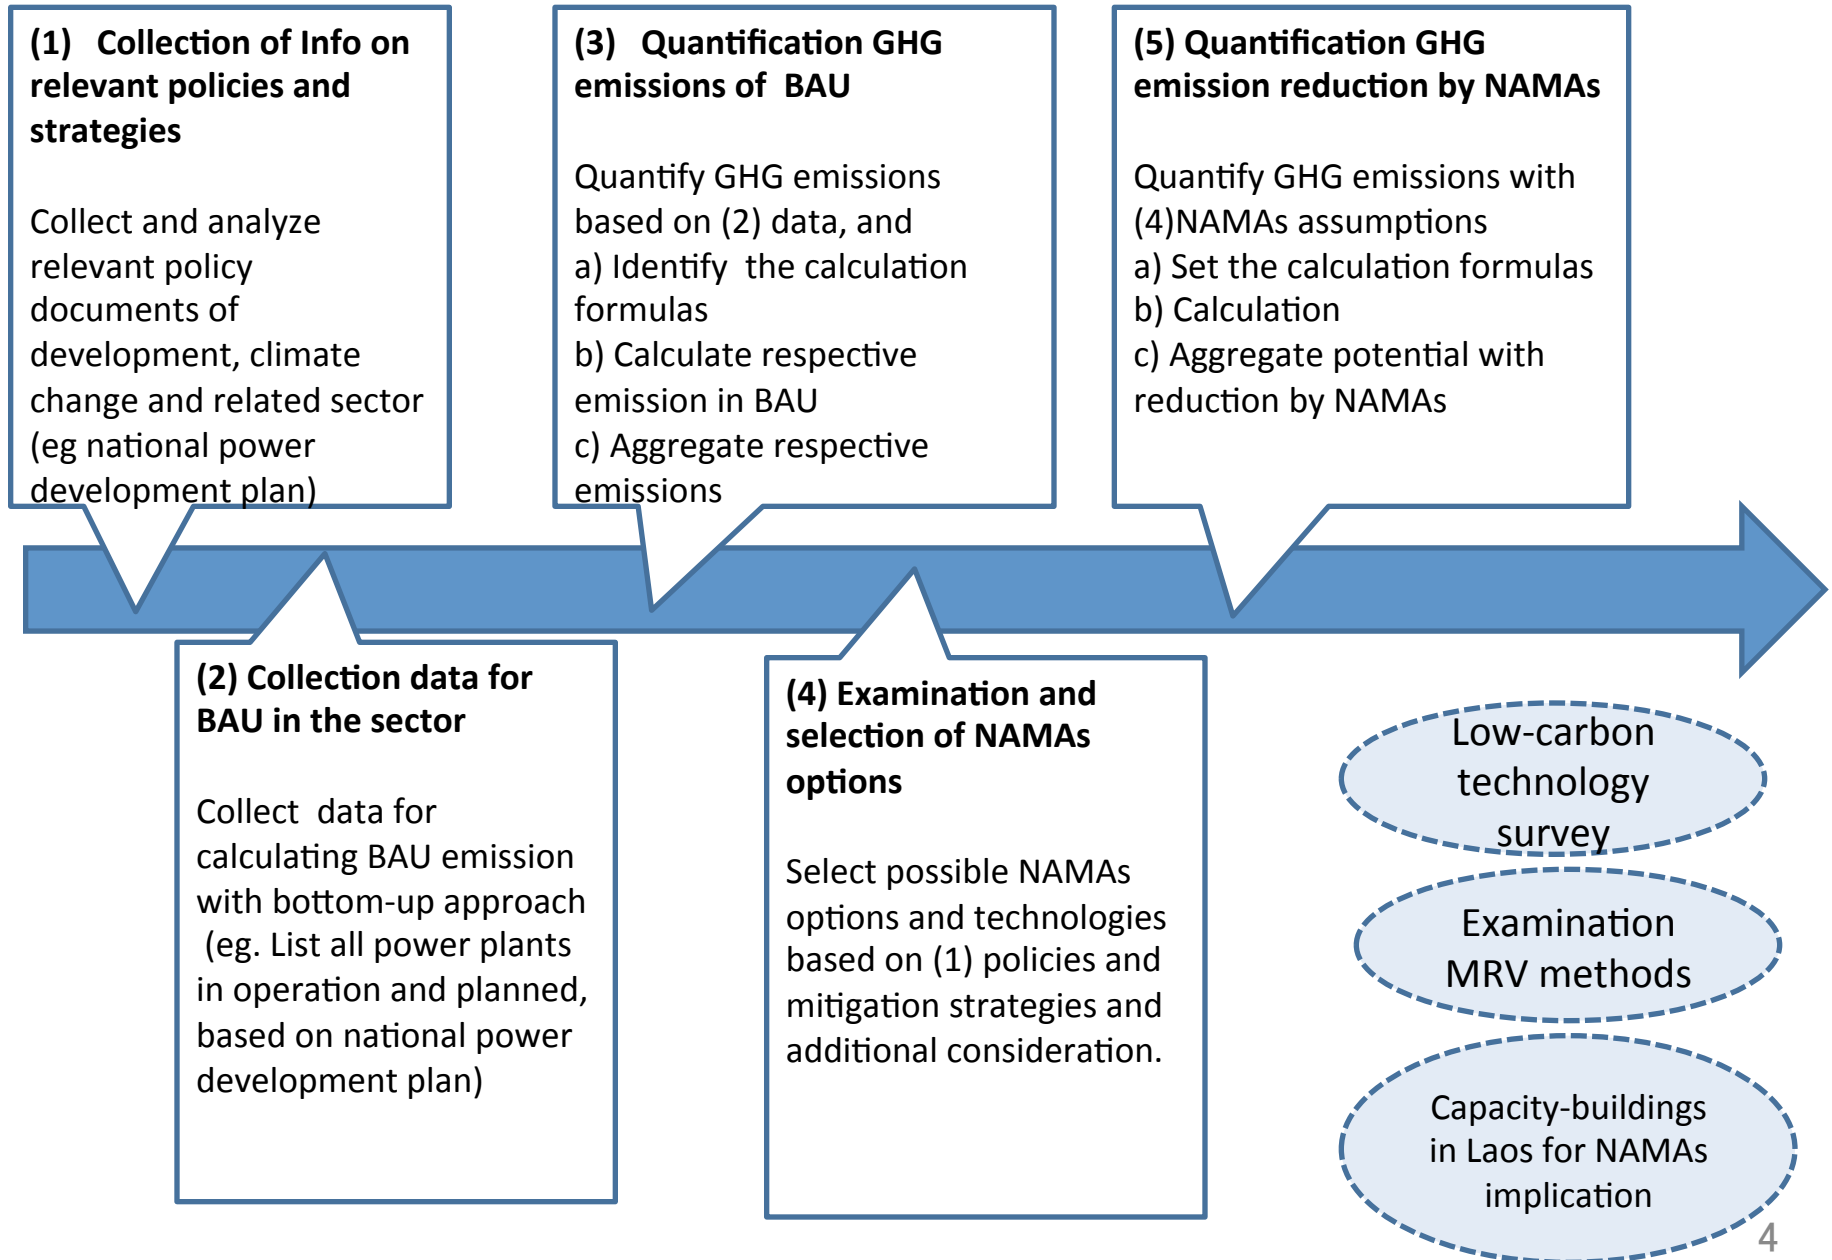 (1) Collection of Info on
relevant policies and
strategies
Collect and analyze
relevant policy
documents of
development, climate
change and related sector
(eg national power
development plan)
(3) Quantification GHG
emissions of BAU
Quantify GHG emissions
based on (2) data, and
a) Identify the calculation
formulas
b) Calculate respective
emission in BAU
c) Aggregate respective
emissions
(5) Quantification GHG
emission reduction by NAMAs
Quantify GHG emissions with
(4)NAMAs assumptions
a) Set the calculation formulas
b) Calculation
c) Aggregate potential with
reduction by NAMAs
(2) Collection data for
BAU in the sector
Collect data for
calculating BAU emission
with bottom-up approach
(eg. List all power plants
in operation and planned,
based on national power
development plan)
(4) Examination and
selection of NAMAs
options
Select possible NAMAs
options and technologies
based on (1) policies and
mitigation strategies and
additional consideration.
Low-carbon
technology
survey
Examination
MRV methods
Capacity-buildings
in Laos for NAMAs
implication
4